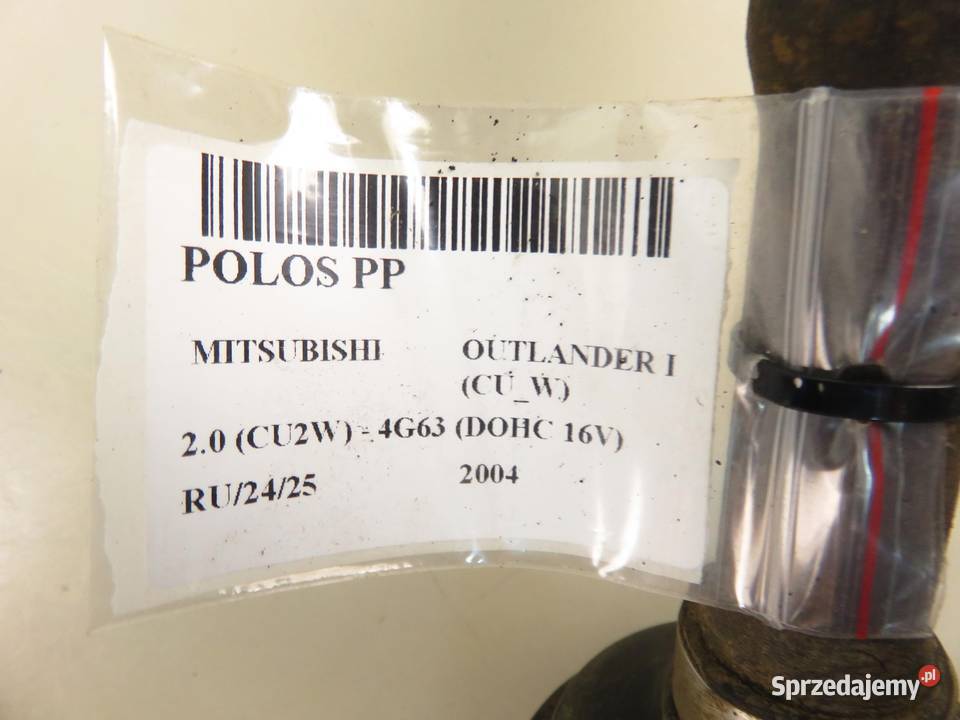 POLOS PP
MITSUBISHI OUTLANDER I
(CU_W)
2.0 (CU2W) - 4G63 (DOHC 16V)
RU/24/25 2004
Sprzedajemy.pl